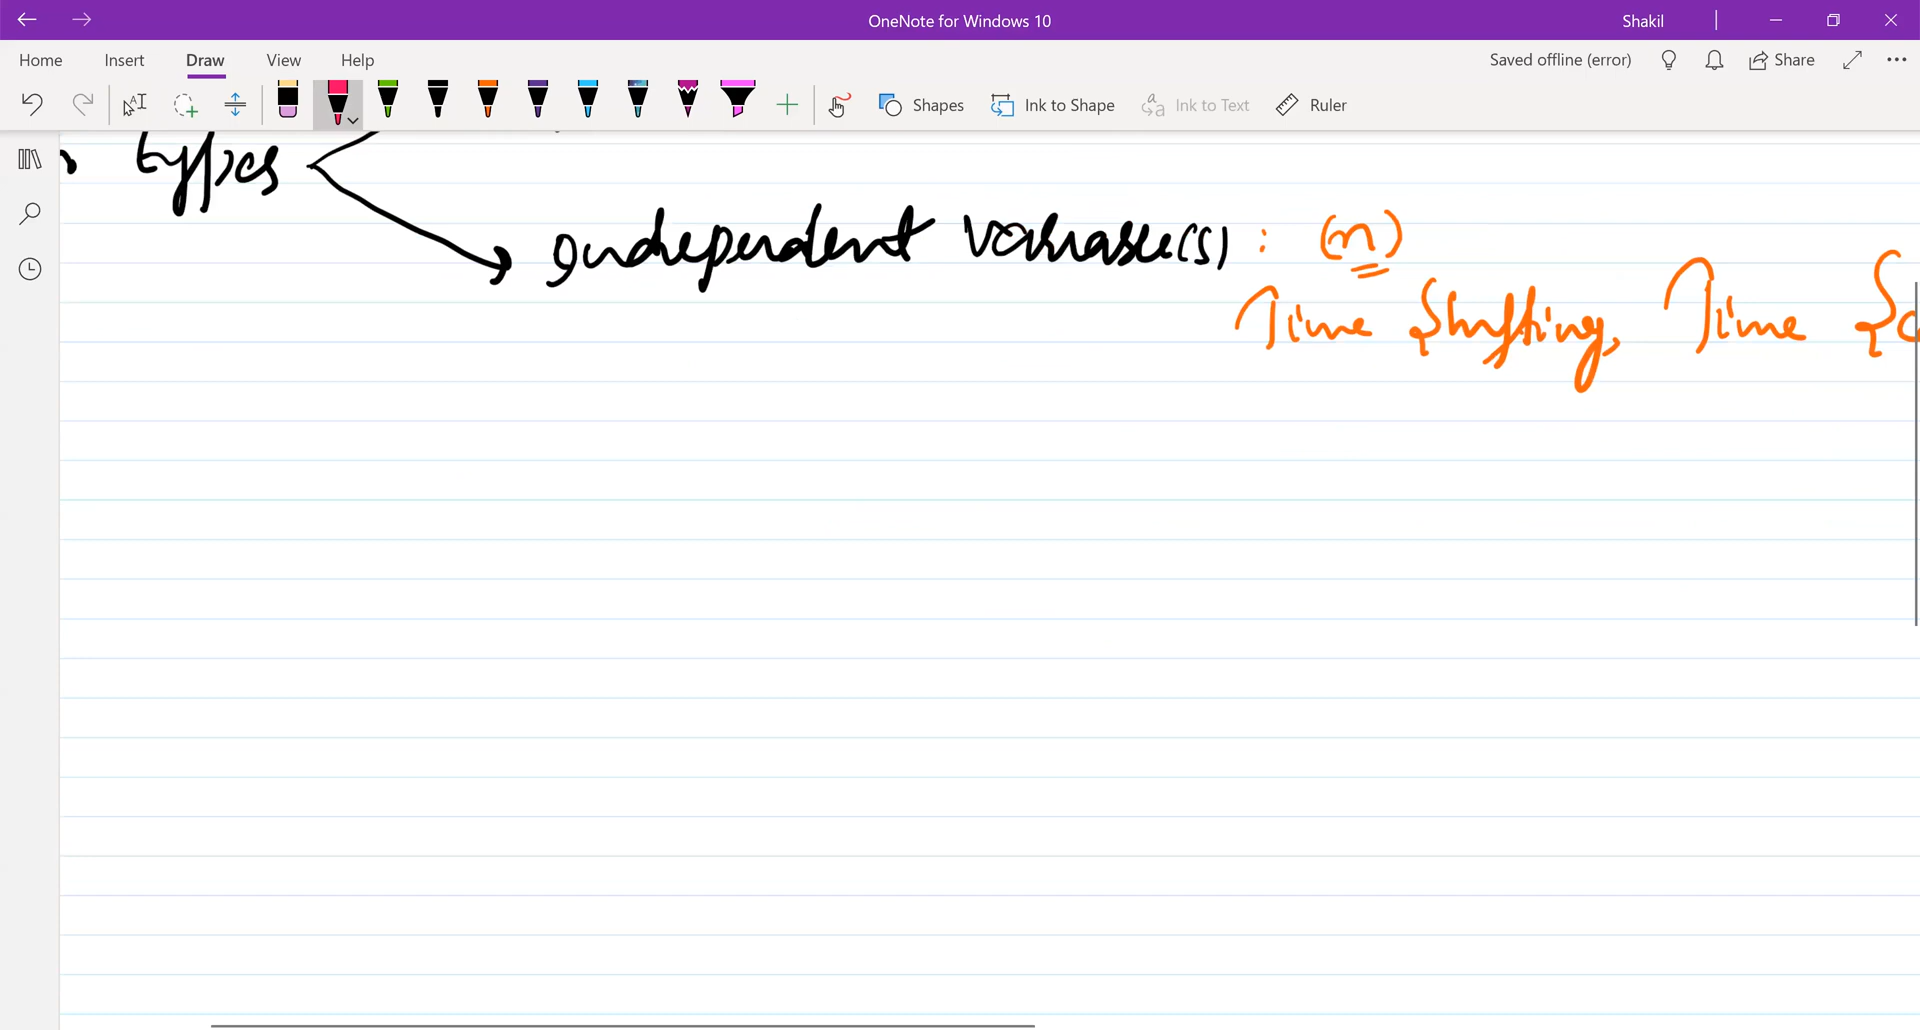 OneNote for Windows 10 Shakil
Home Insert Draw View Help Saved offline (error) Share
Shapes Ink to Shape Ink to Text Ruler
types
Independent variable(s) : (n)
Time Shifting, Time Sc